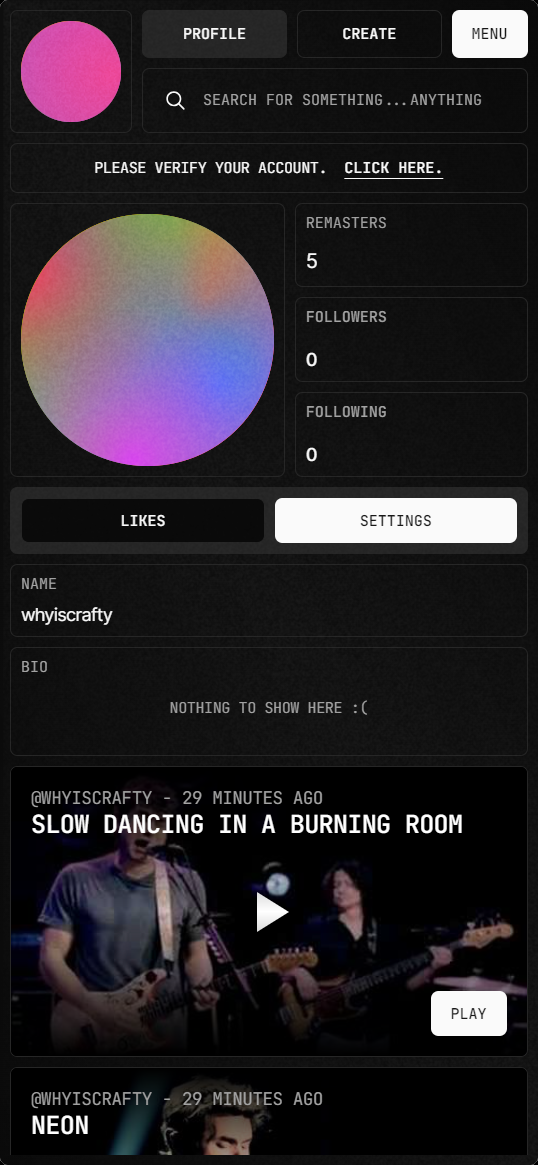 PROFILE
CREATE
MENU
SEARCH FOR SOMETHING...ANYTHING
PLEASE VERIFY YOUR ACCOUNT. CLICK HERE.
REMASTERS
5
FOLLOWERS
0
FOLLOWING
0
LIKES
SETTINGS
NAME
whyiscrafty
BIO
NOTHING TO SHOW HERE :(
@WHYISCRAFTY - 29 MINUTES AGO
SLOW DANCING IN A BURNING ROOM
PLAY
@WHYISCRAFTY - 29 MINUTES AGO
NEON